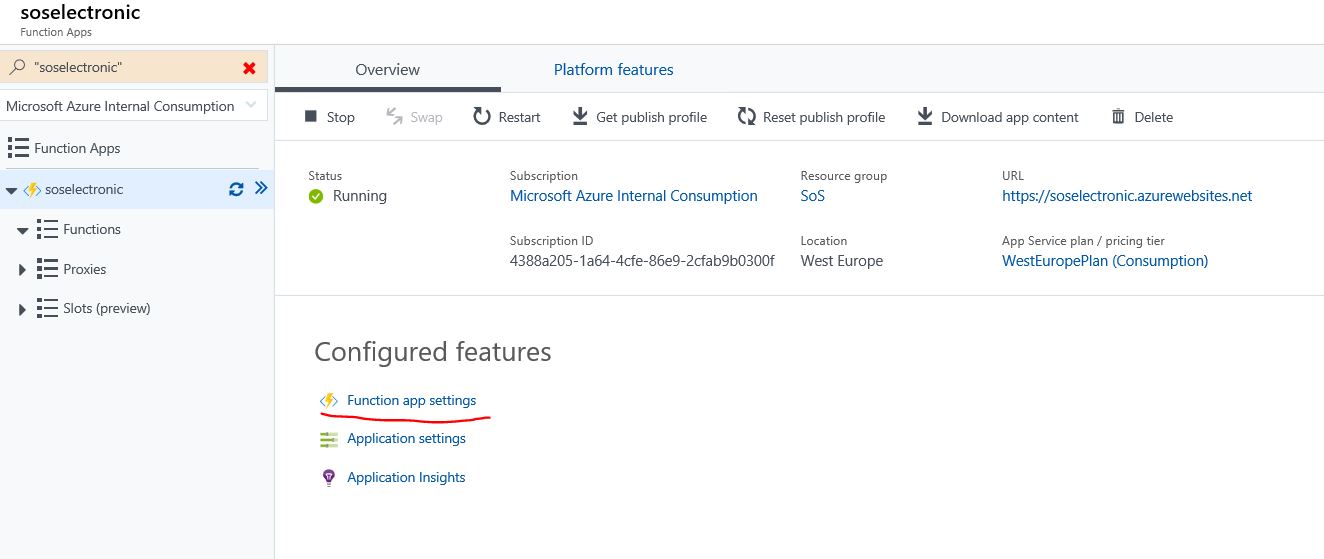 soselectronic
Function Apps
"soselectronic"
Microsoft Azure Internal Consumption
Function Apps
soselectronic
Functions
Proxies
Slots (preview)
Overview
Platform features
Stop
Swap
Restart
Get publish profile
Reset publish profile
Download app content
Delete
Status
Running
Subscription
Microsoft Azure Internal Consumption
Resource group
SoS
URL
https://soselectronic.azurewebsites.net
Subscription ID
4388a205-1a64-4cfe-86e9-2cfab9b0300f
Location
West Europe
App Service plan / pricing tier
WestEuropePlan (Consumption)
Configured features
Function app settings
Application settings
Application Insights